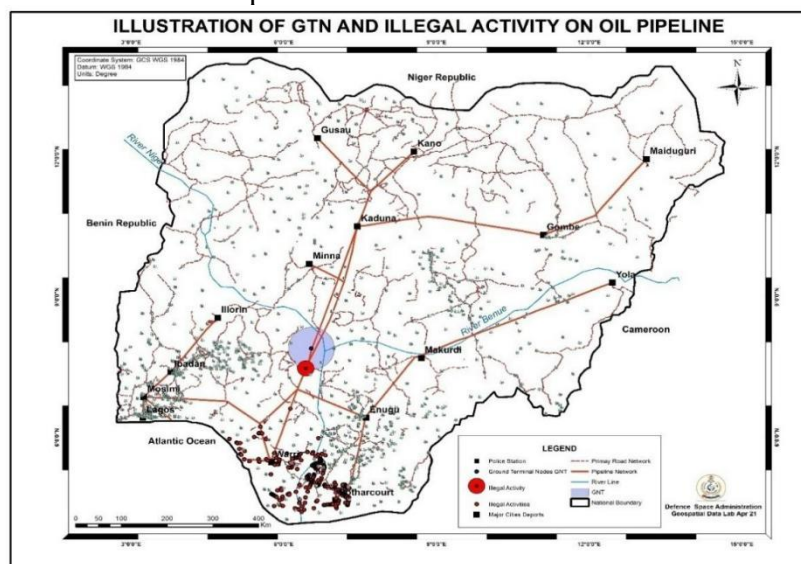 ILLUSTRATION OF GTN AND ILLEGAL ACTIVITY ON OIL PIPELINE
Coordinate System: GCS WGS 1984
Datum: WGS 1984
Units: Degree
Niger Republic
Gusau
Kano
Maiduguri
River Niger
Benin Republic
Kaduna
Gombe
Minna
Yola
Illorin
River Benue
Cameroon
Makurdi
Ibadan
Mosimi
Lagos
Enugu
Atlantic Ocean
Warri
LEGEND
Police Station
Ground Terminal Nodes GNT
Illegal Activity
Illegal Activities
Major Cities Deports
Primay Road Network
Pipeline Network
River Line
GNT
National Boundary
Defence Space Administration
Geospatial Data Lab Apr 21
0 50 100 200 300 400
Km